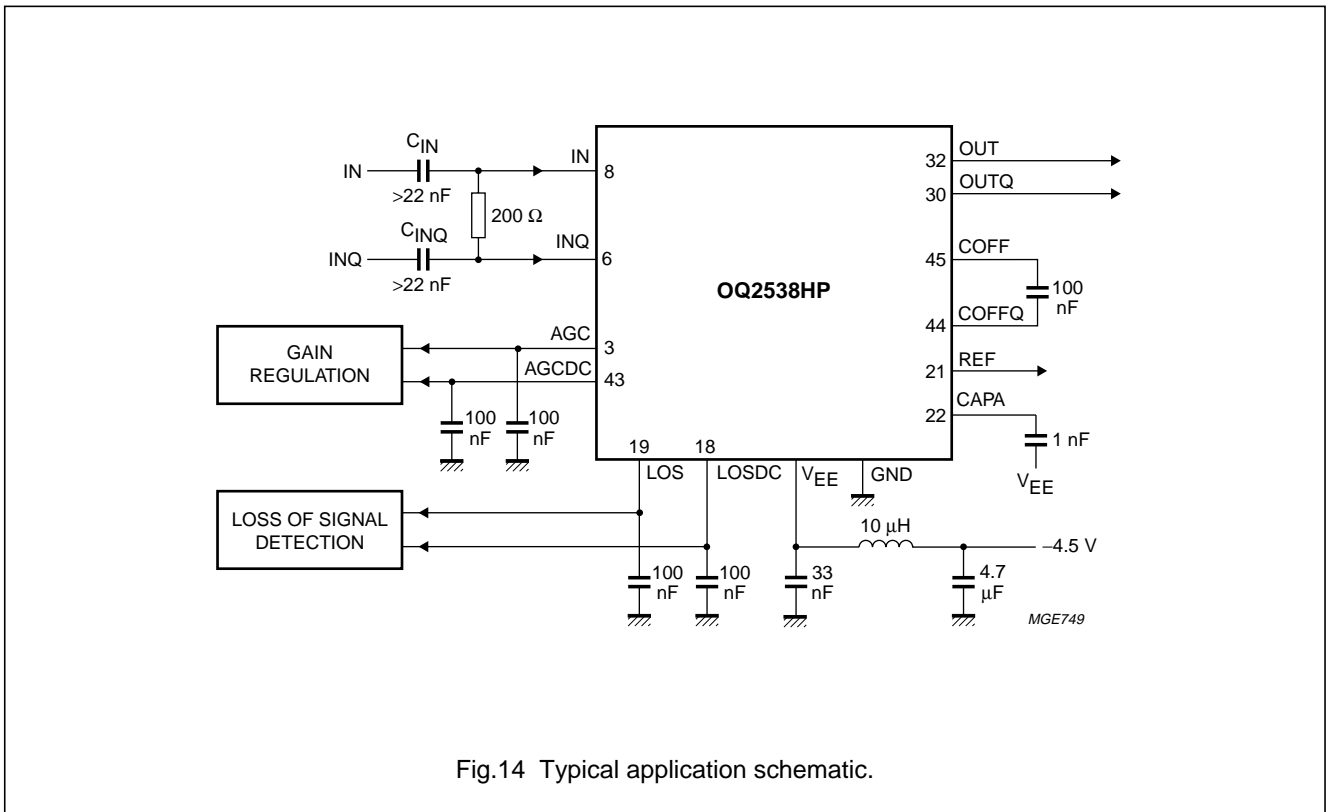 CIN
IN
>22 nF
IN
8
200 Ω
CINQ
INQ
>22 nF
INQ
6
OQ2538HP
32
OUT
30
OUTQ
45
COFF
100
nF
44
COFFQ
21
REF
22
CAPA
1 nF
VEE
GAIN
REGULATION
AGC
3
AGCDC
43
100
nF
100
nF
19
18
LOS
LOSDC
VEE
GND
LOSS OF SIGNAL
DETECTION
10 µH
–4.5 V
100
nF
100
nF
33
nF
4.7
µF
MGE749
Fig.14 Typical application schematic.